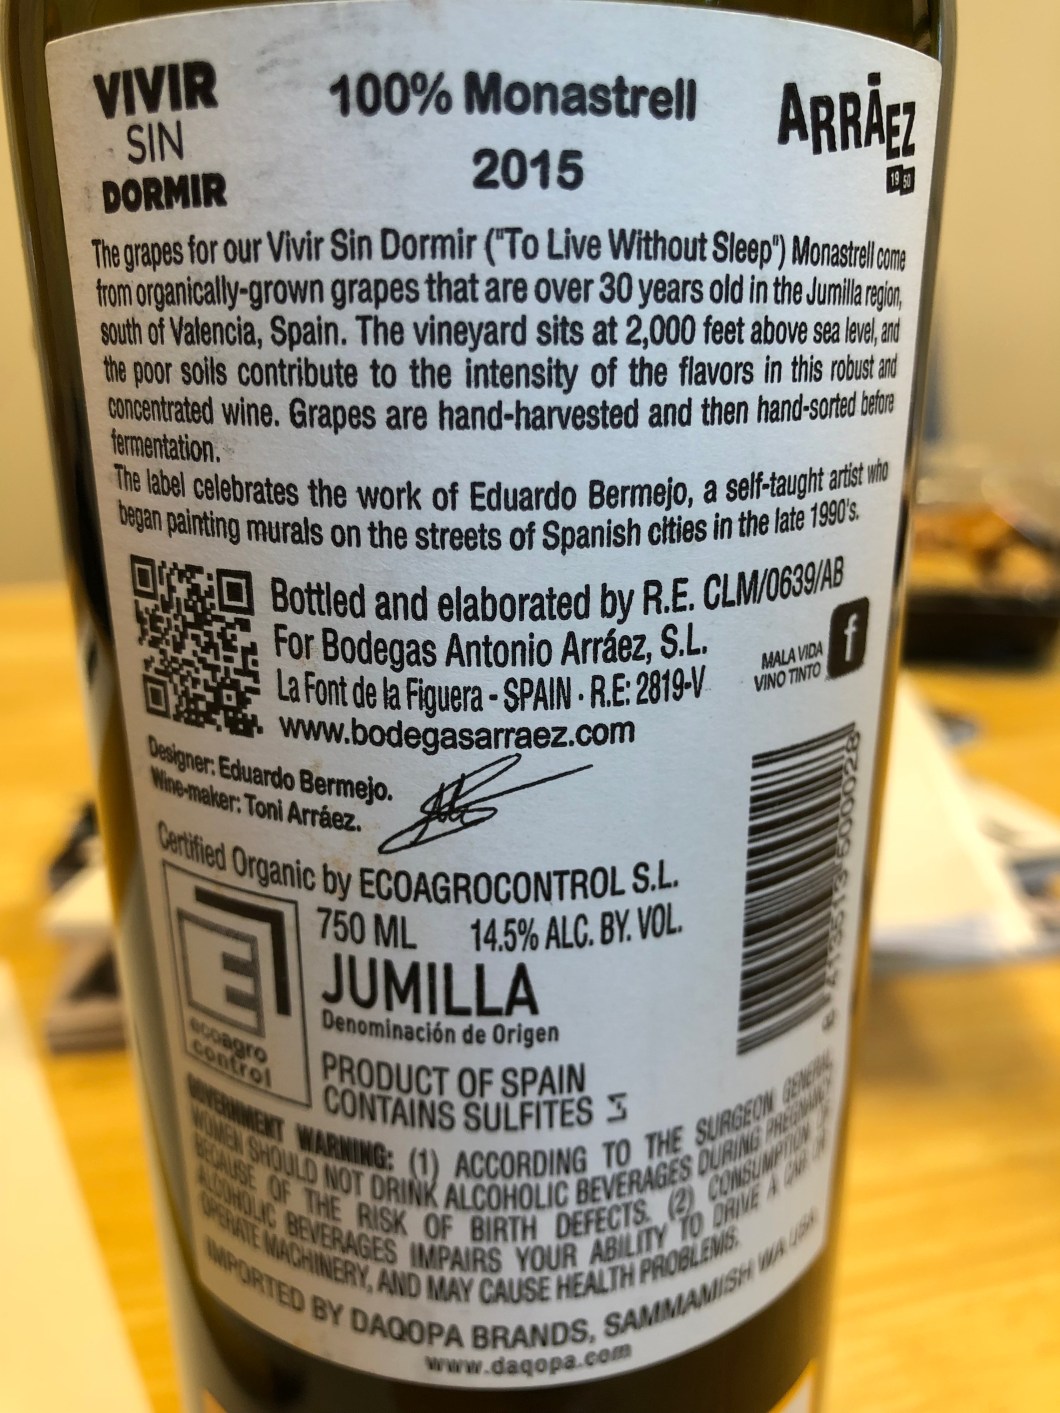 VIVIR
SIN
DORMIR
100% Monastrell
2015
ARRÁEZ
19 50
The grapes for our Vivir Sin Dormir ("To Live Without Sleep") Monastrell come
from organically-grown grapes that are over 30 years old in the Jumilla region,
south of Valencia, Spain. The vineyard sits at 2,000 feet above sea level, and
the poor soils contribute to the intensity of the flavors in this robust and
concentrated wine. Grapes are hand-harvested and then hand-sorted before
fermentation.
The label celebrates the work of Eduardo Bermejo, a self-taught artist who
began painting murals on the streets of Spanish cities in the late 1990's.
Bottled and elaborated by R.E. CLM/0639/AB
For Bodegas Antonio Arráez, S.L.
La Font de la Figuera - SPAIN · R.E: 2819-V
www.bodegasarraez.com
MALA VIDA
VINO TINTO
f
Designer: Eduardo Bermejo.
Wine-maker: Toni Arráez.
Certified Organic by ECOAGROCONTROL S.L.
ecoagro
control
750 ML 14.5% ALC. BY. VOL.
JUMILLA
Denominación de Origen
PRODUCT OF SPAIN
CONTAINS SULFITES
GOVERNMENT WARNING: (1) ACCORDING TO THE SURGEON GENERAL
WOMEN SHOULD NOT DRINK ALCOHOLIC BEVERAGES DURING PREGNANCY
BECAUSE OF THE RISK OF BIRTH DEFECTS. (2) CONSUMPTION OF
ALCOHOLIC BEVERAGES IMPAIRS YOUR ABILITY TO DRIVE A CAR OR
OPERATE MACHINERY, AND MAY CAUSE HEALTH PROBLEMS.
IMPORTED BY DAQOPA BRANDS, SAMMAMISH WA USA
www.daqopa.com